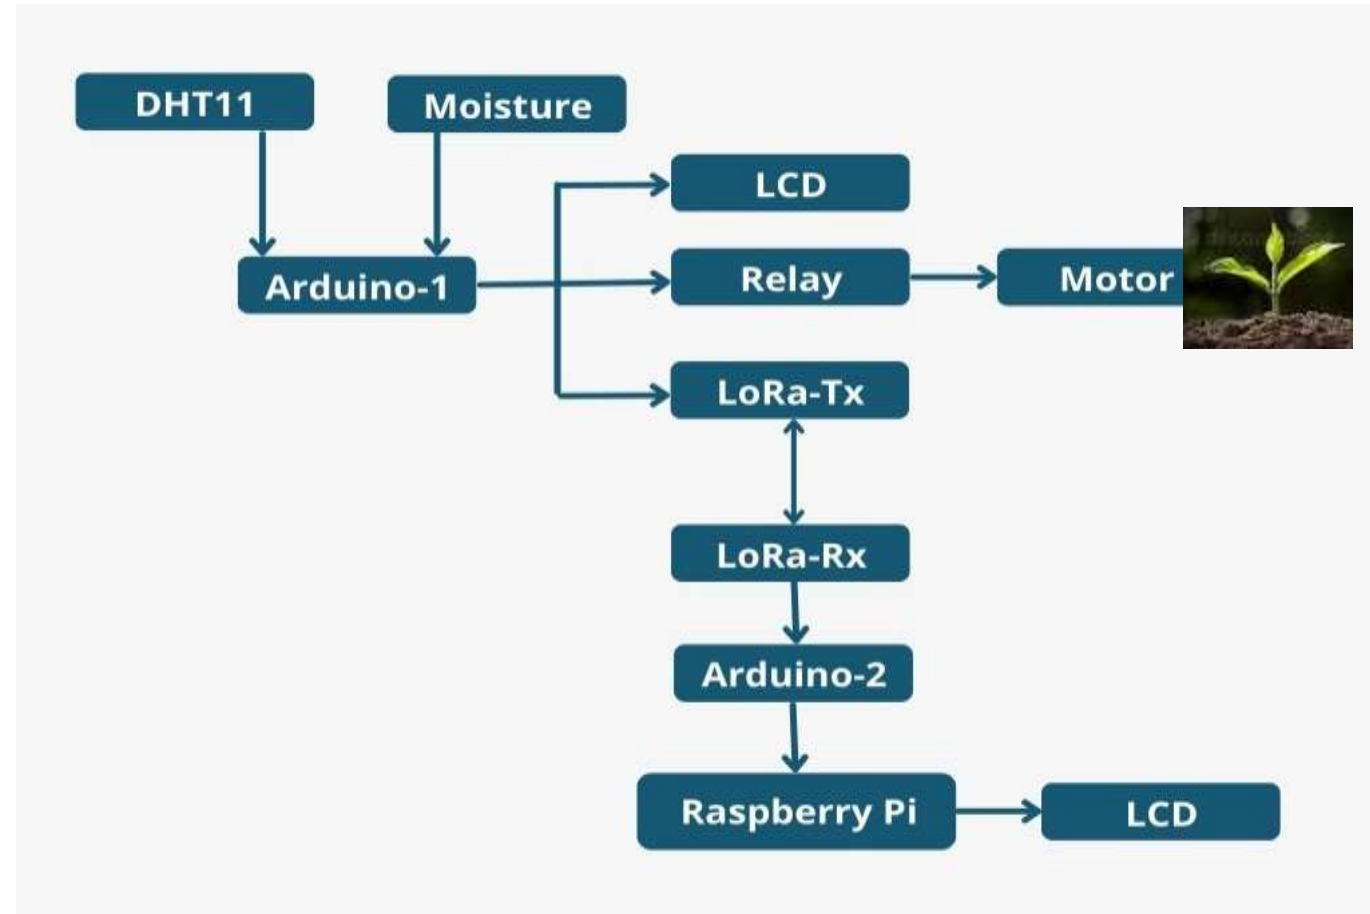 DHT11
Moisture
LCD
Arduino-1
Relay
Motor
LoRa-Tx
LoRa-Rx
Arduino-2
Raspberry Pi
LCD